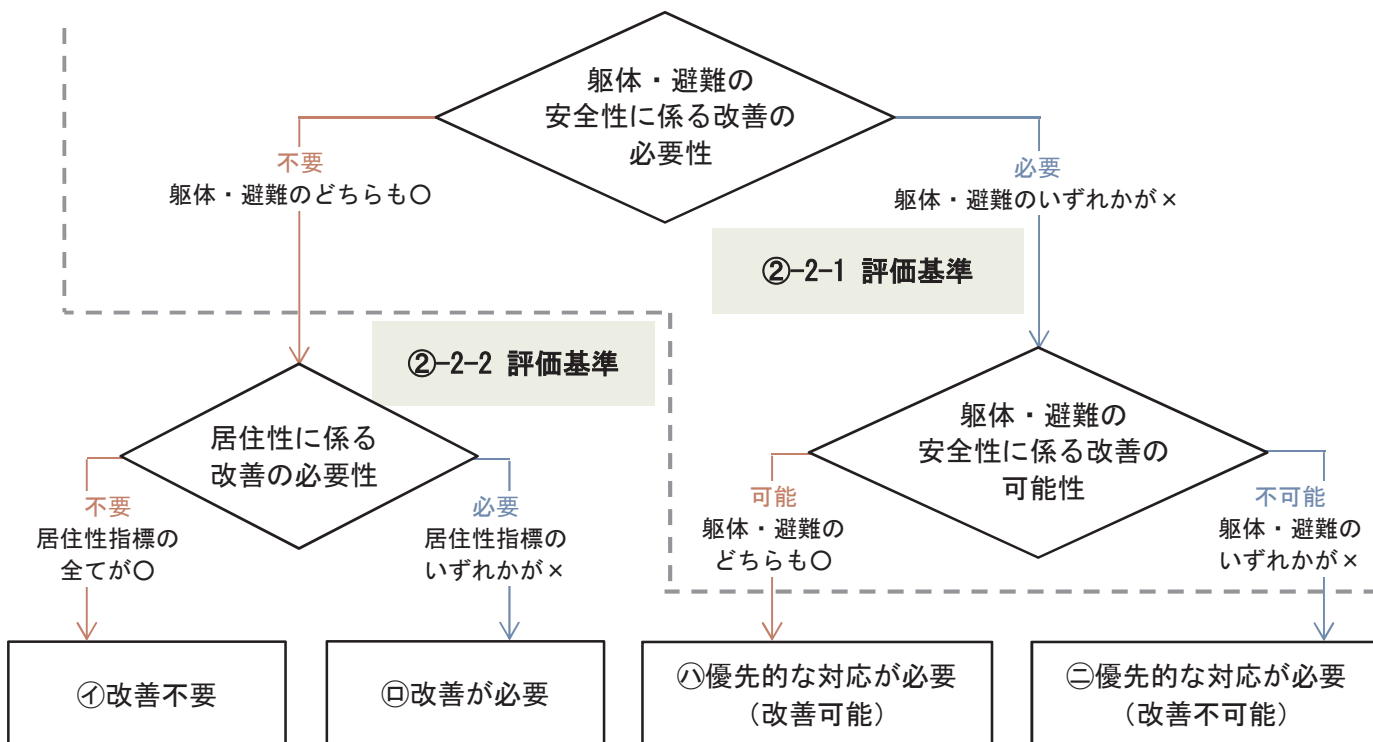 躯体・避難の
安全性に係る改善の
必要性
不要
躯体・避難のどちらも〇
必要
躯体・避難のいずれかが×
②-2-1 評価基準
②-2-2 評価基準
居住性に係る
改善の必要性
不要
居住性指標の
全てが〇
必要
居住性指標の
いずれかが×
躯体・避難の
安全性に係る改善の
可能性
可能
躯体・避難の
どちらも〇
不可能
躯体・避難の
いずれかが×
㋑改善不要
㋺改善が必要
㋩優先的な対応が必要
（改善可能）
㋥優先的な対応が必要
（改善不可能）